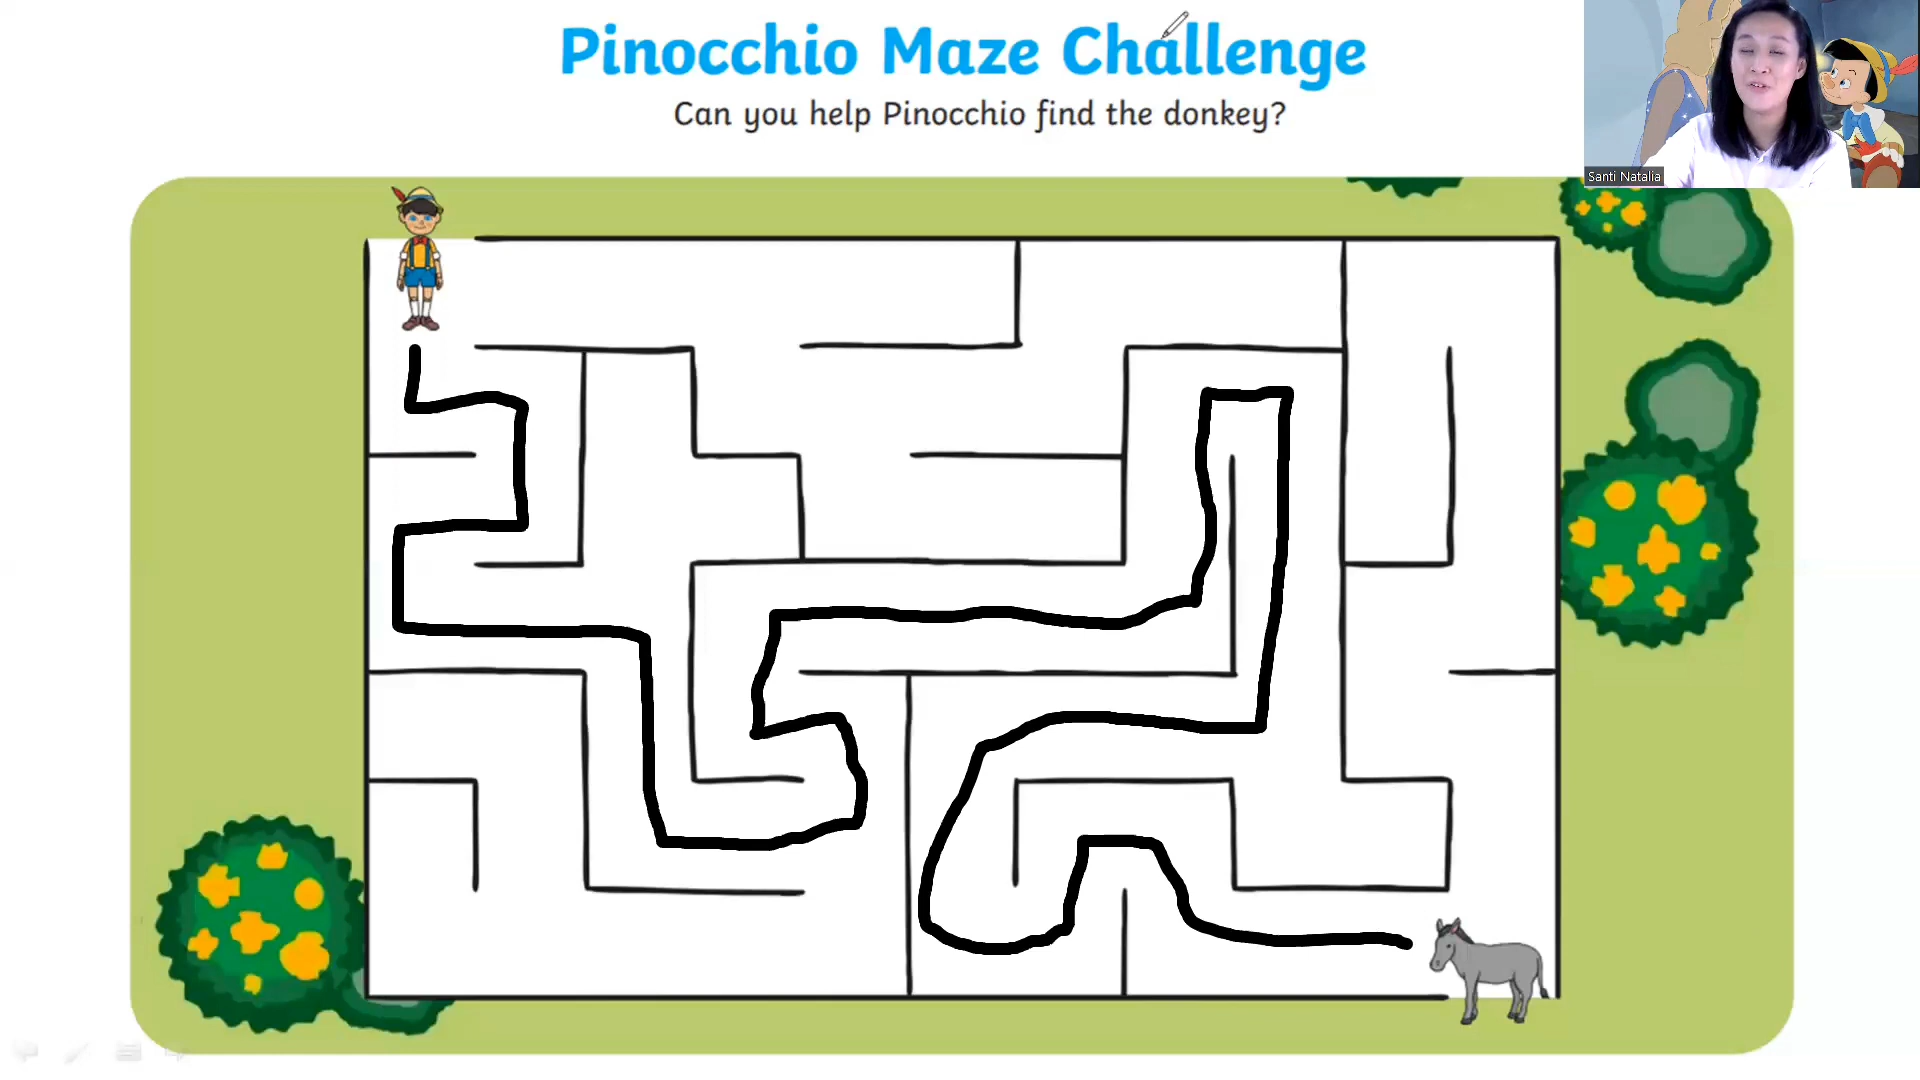 Pinocchio Maze Challenge
Can you help Pinocchio find the donkey?
Santi Natalia